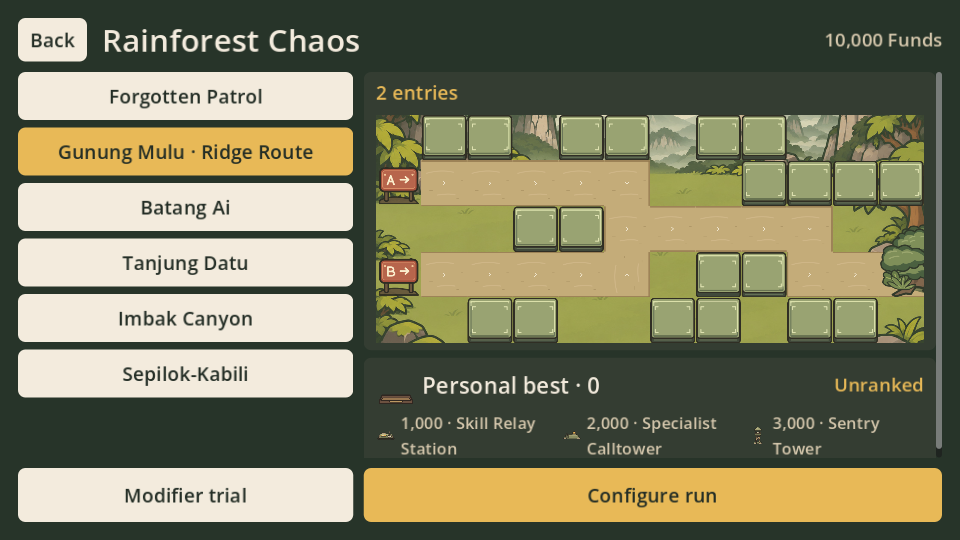 Back
Rainforest Chaos
10,000 Funds
Forgotten Patrol
Gunung Mulu · Ridge Route
Batang Ai
Tanjung Datu
Imbak Canyon
Sepilok-Kabili
2 entries
A →
B →
Personal best · 0
Unranked
1,000 · Skill Relay
Station
2,000 · Specialist
Calltower
3,000 · Sentry
Tower
Modifier trial
Configure run